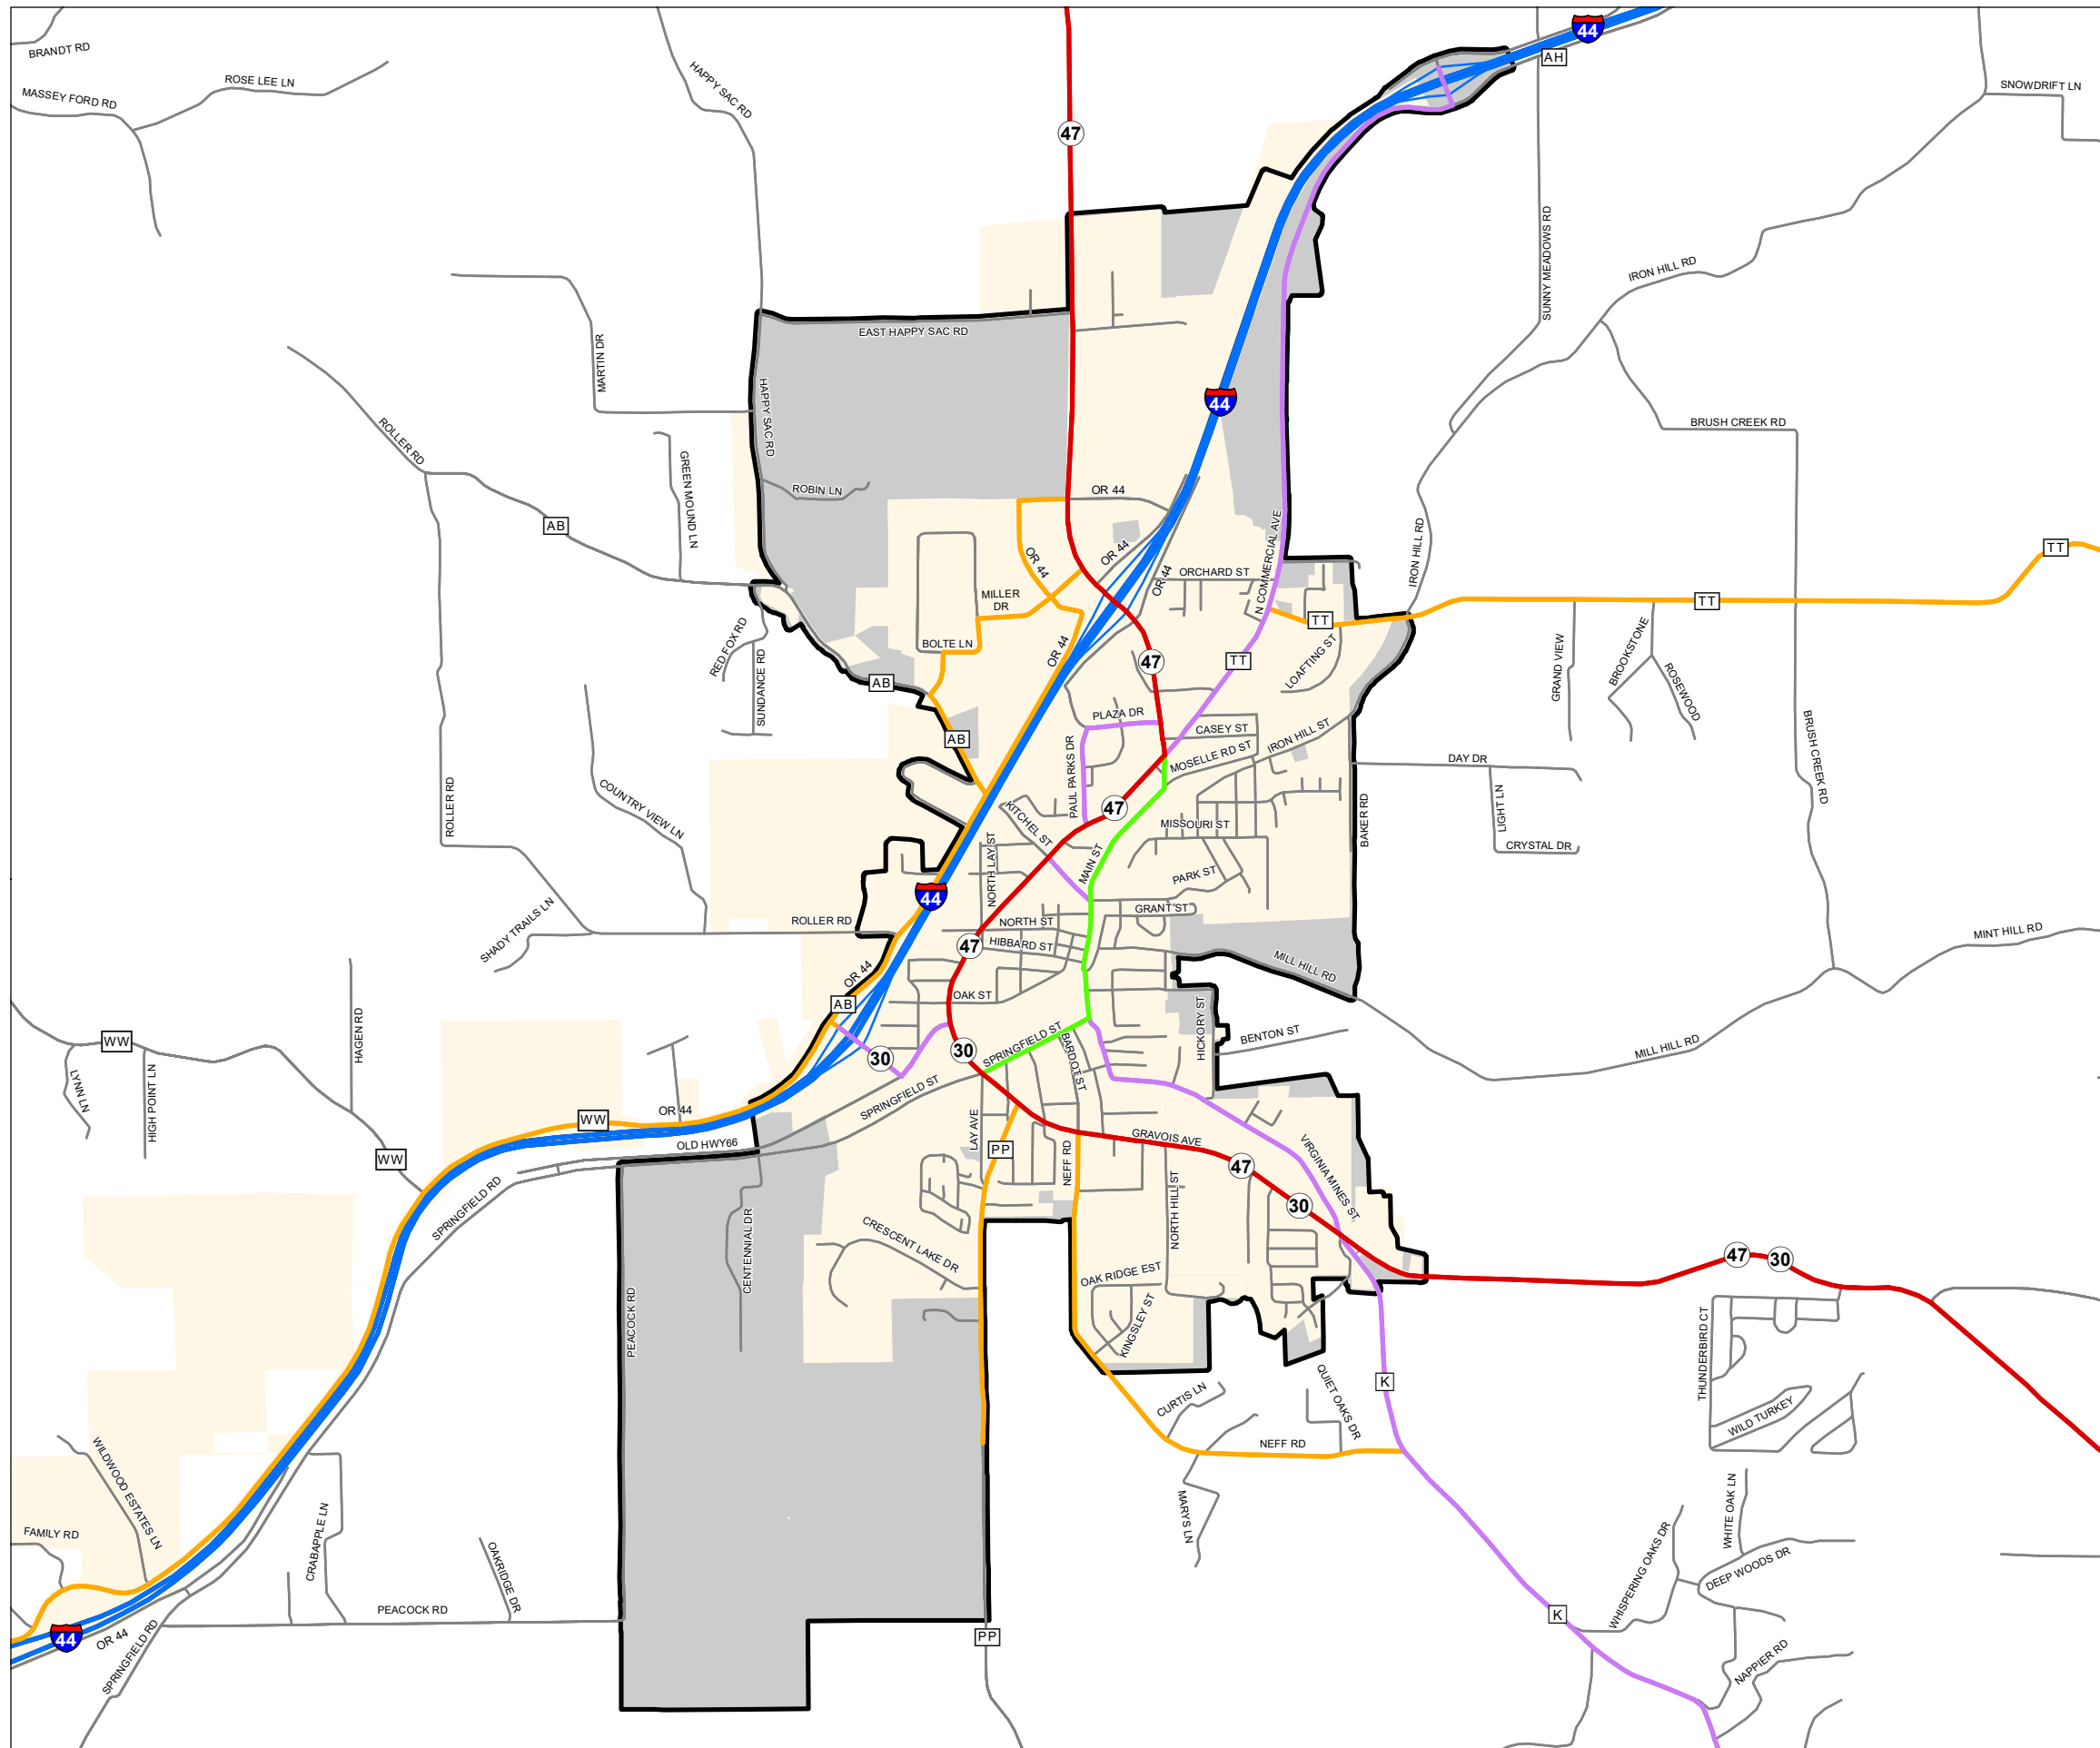 BRANDT RD
MASSEY FORD RD
ROSE LEE LN
HAPPY SAC RD
47
44
AH
SNOWDRIFT LN
SUNNY MEADOWS RD
IRON HILL RD
EAST HAPPY SAC RD
MARTIN DR
HAPPY SAC RD
44
ROLLER RD
GREEN MOUND LN
ROBIN LN
OR 44
BRUSH CREEK RD
AB
OR 44
OR 44
OR 44
ORCHARD ST
N COMMERCIAL AVE
IRON HILL RD
TT
MILLER
DR
TT
TT
BOLTE LN
OR 44
47
TT
LOAFTING ST
RED FOX RD
SUNDANCE RD
AB
GRAND VIEW
BROOKSTONE
ROSEWOOD
AB
PLAZA DR
CASEY ST
IRON HILL ST
MOSELLE RD ST
PAUL PARKS DR
DAY DR
BRUSH CREEK RD
ROLLER RD
COUNTRY VIEW LN
KITCHEL ST
47
MISSOURI ST
BAKER RD
LIGHT LN
CRYSTAL DR
NORTH LAY ST
MAIN ST
PARK ST
44
SHADY TRAILS LN
ROLLER RD
NORTH ST
GRANT ST
47
HIBBARD ST
MILL HILL RD
MINT HILL RD
OR 44
AB
OAK ST
HICKORY ST
BENTON ST
MILL HILL RD
WW
HAGEN RD
LYNN LN
HIGH POINT LN
30
30
SPRINGFIELD ST
BARDOT ST
SPRINGFIELD ST
WW
OR 44
OLD HWY66
WW
LAY AVE
PP
NEFF RD
GRAVOIS AVE
47
VIRGINIA MINES ST
30
SPRINGFIELD RD
CENTENNIAL DR
CRESCENT LAKE DR
NORTH HILL ST
47
30
OAK RIDGE EST
KINGSLEY ST
PEACOCK RD
THUNDERBIRD CT
QUIET OAKS DR
K
CURTIS LN
WILD TURKEY
NEFF RD
WILDWOOD ESTATES LN
FAMILY RD
CRABAPPLE LN
OAKRIDGE DR
MARYS LN
WHITE OAK LN
WHISPERING OAKS DR
DEEP WOODS DR
PEACOCK RD
K
44
OR 44
SPRINGFIELD RD
PP
NAPPIER RD